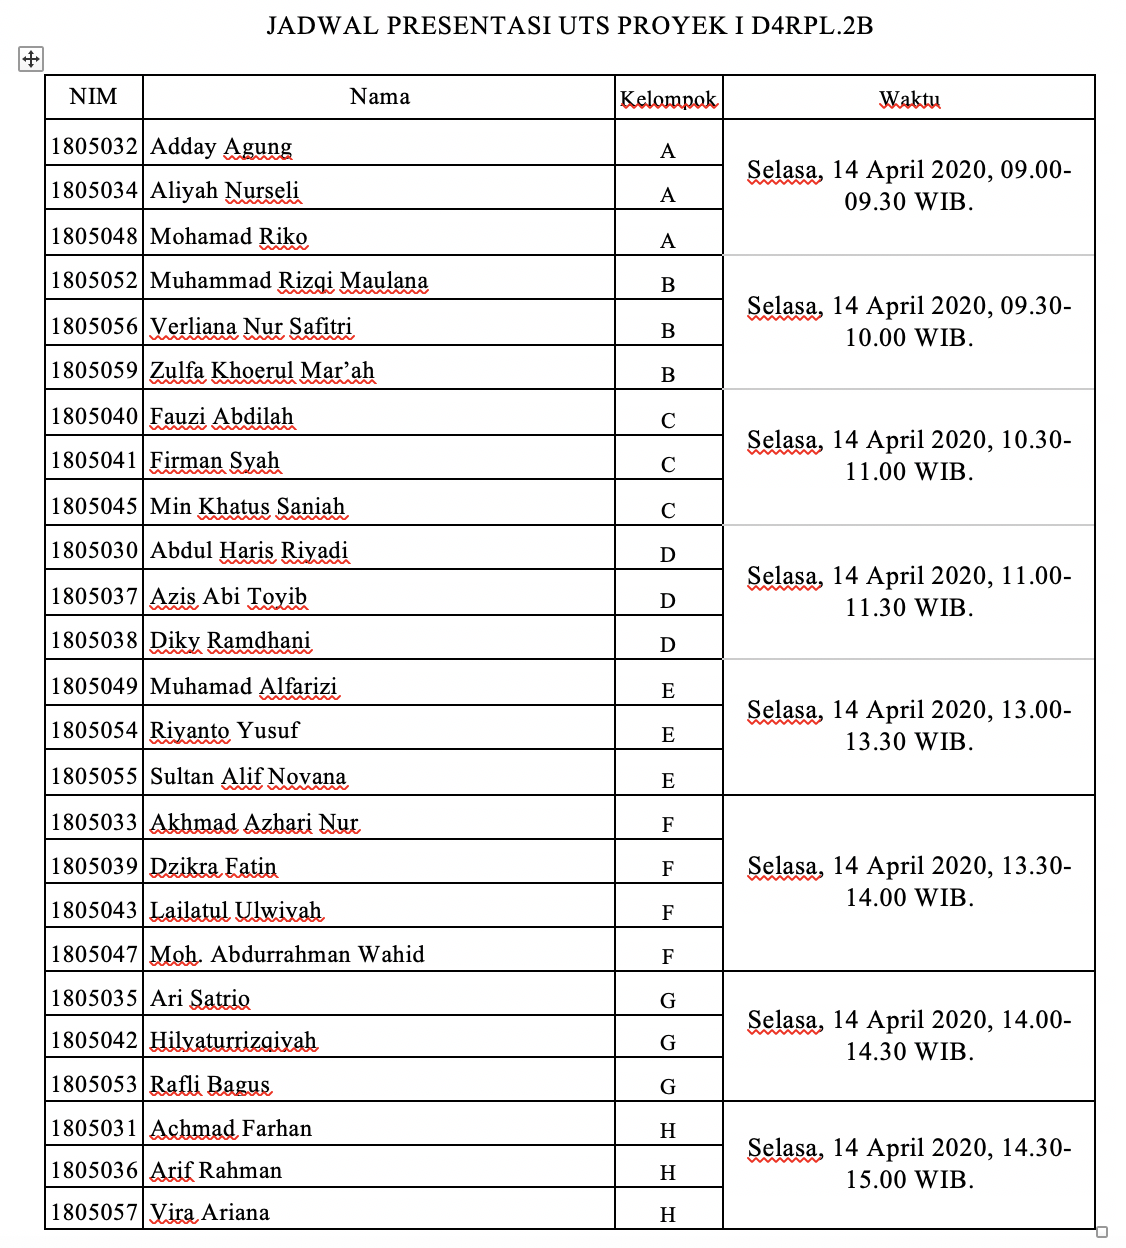 JADWAL PRESENTASI UTS PROYEK I D4RPL.2B
NIM Nama Kelompok Waktu
1805032 Adday Agung A
1805034 Aliyah Nurseli A
1805048 Mohamad Riko A
Selasa, 14 April 2020, 09.00-
09.30 WIB.
1805052 Muhammad Rizqi Maulana B
1805056 Verliana Nur Safitri B
1805059 Zulfa Khoerul Mar’ah B
Selasa, 14 April 2020, 09.30-
10.00 WIB.
1805040 Fauzi Abdilah C
1805041 Firman Syah C
1805045 Min Khatus Saniah C
Selasa, 14 April 2020, 10.30-
11.00 WIB.
1805030 Abdul Haris Riyadi D
1805037 Azis Abi Toyib D
1805038 Diky Ramdhani D
Selasa, 14 April 2020, 11.00-
11.30 WIB.
1805049 Muhamad Alfarizi E
1805054 Riyanto Yusuf E
1805055 Sultan Alif Novana E
Selasa, 14 April 2020, 13.00-
13.30 WIB.
1805033 Akhmad Azhari Nur F
1805039 Dzikra Fatin F
1805043 Lailatul Ulwiyah F
1805047 Moh. Abdurrahman Wahid F
Selasa, 14 April 2020, 13.30-
14.00 WIB.
1805035 Ari Satrio G
1805042 Hilyaturrizqiyah G
1805053 Rafli Bagus G
Selasa, 14 April 2020, 14.00-
14.30 WIB.
1805031 Achmad Farhan H
1805036 Arif Rahman H
1805057 Vira Ariana H
Selasa, 14 April 2020, 14.30-
15.00 WIB.